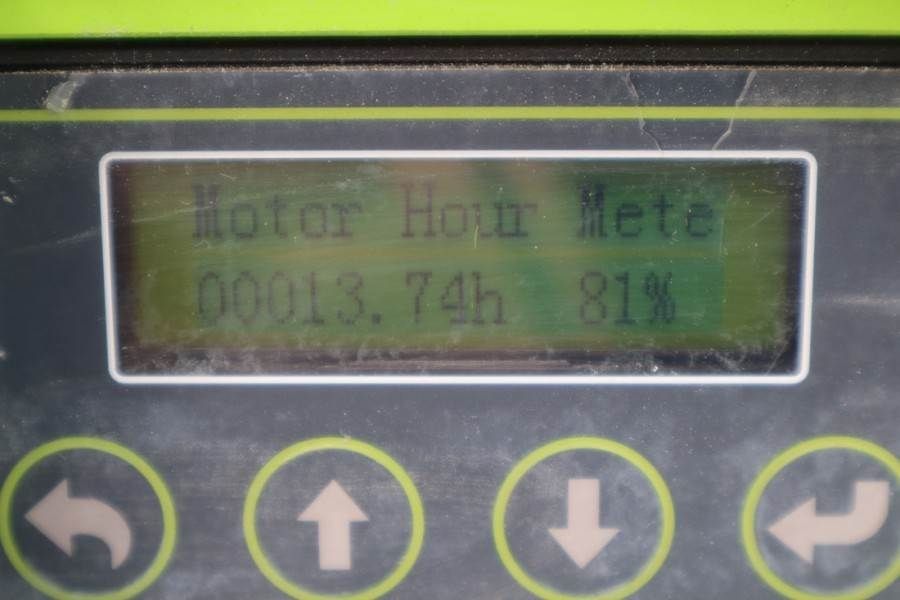 Motor Hour Mete
00013.74h 81%